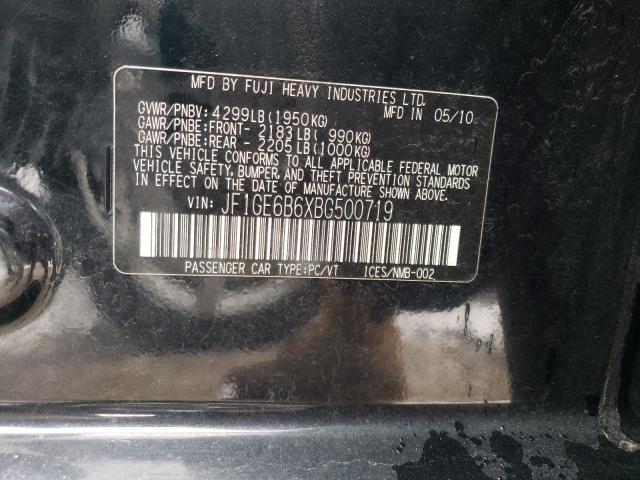 MFD BY FUJI HEAVY INDUSTRIES LTD.
MFD IN 05/10
GVWR/PNBV: 4299LB(1950KG)
GAWR/PNBE:FRONT- 2183LB( 990KG)
GAWR/PNBE:REAR - 2205LB(1000KG)
THIS VEHICLE CONFORMS TO ALL APPLICABLE FEDERAL MOTOR
VEHICLE SAFETY, BUMPER, AND THEFT PREVENTION STANDARDS
IN EFFECT ON THE DATE OF MANUFACTURE SHOWN ABOVE.
VIN: JF1GE6B6XBG500719
PASSENGER CAR TYPE:PC/VT ICES/NMB-002